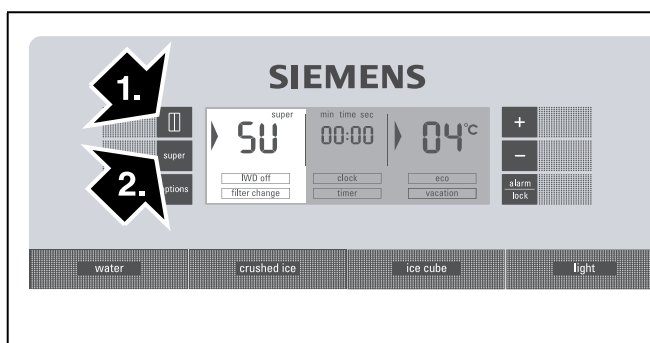 1.
SIEMENS
super min time sec
super SU 00:00 04°C + −
2.
options IWD off clock eco alarm
filter change timer vacation lock
water crushed ice ice cube light